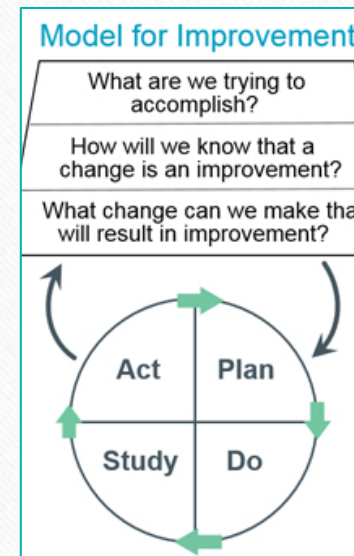 Model for Improvement
What are we trying to
accomplish?
How will we know that a
change is an improvement?
What change can we make tha
will result in improvement?
Act Plan
Study Do